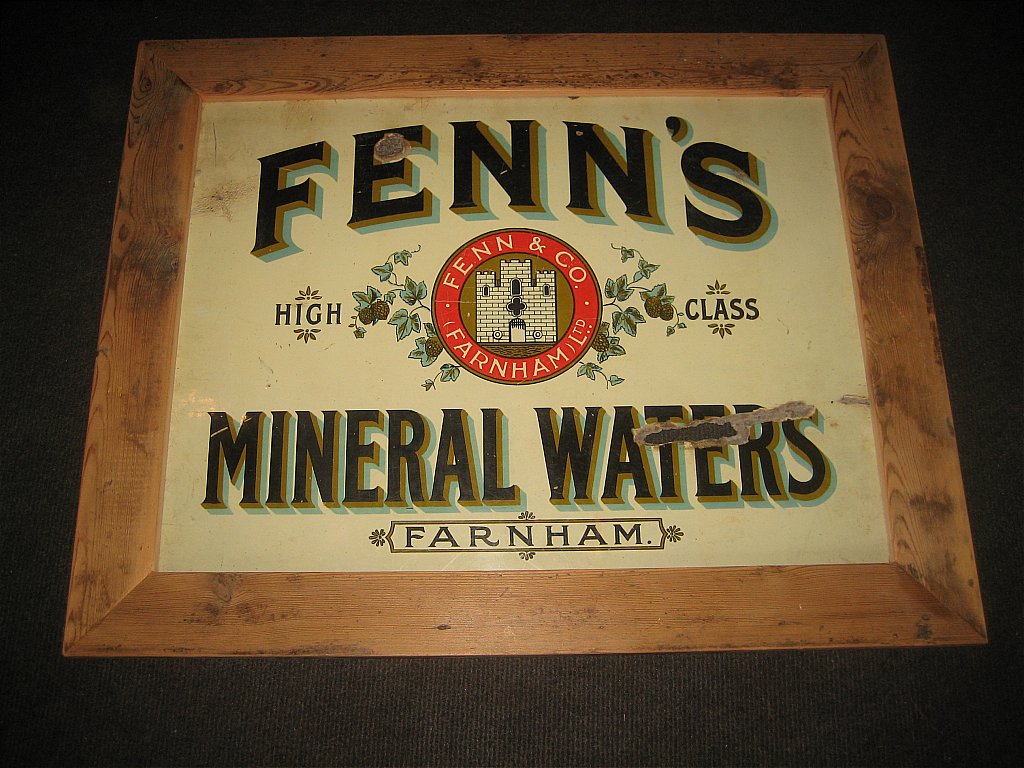 FENN'S
FENN & CO.
(FARNHAM) LTD
HIGH CLASS
MINERAL WATERS
FARNHAM.